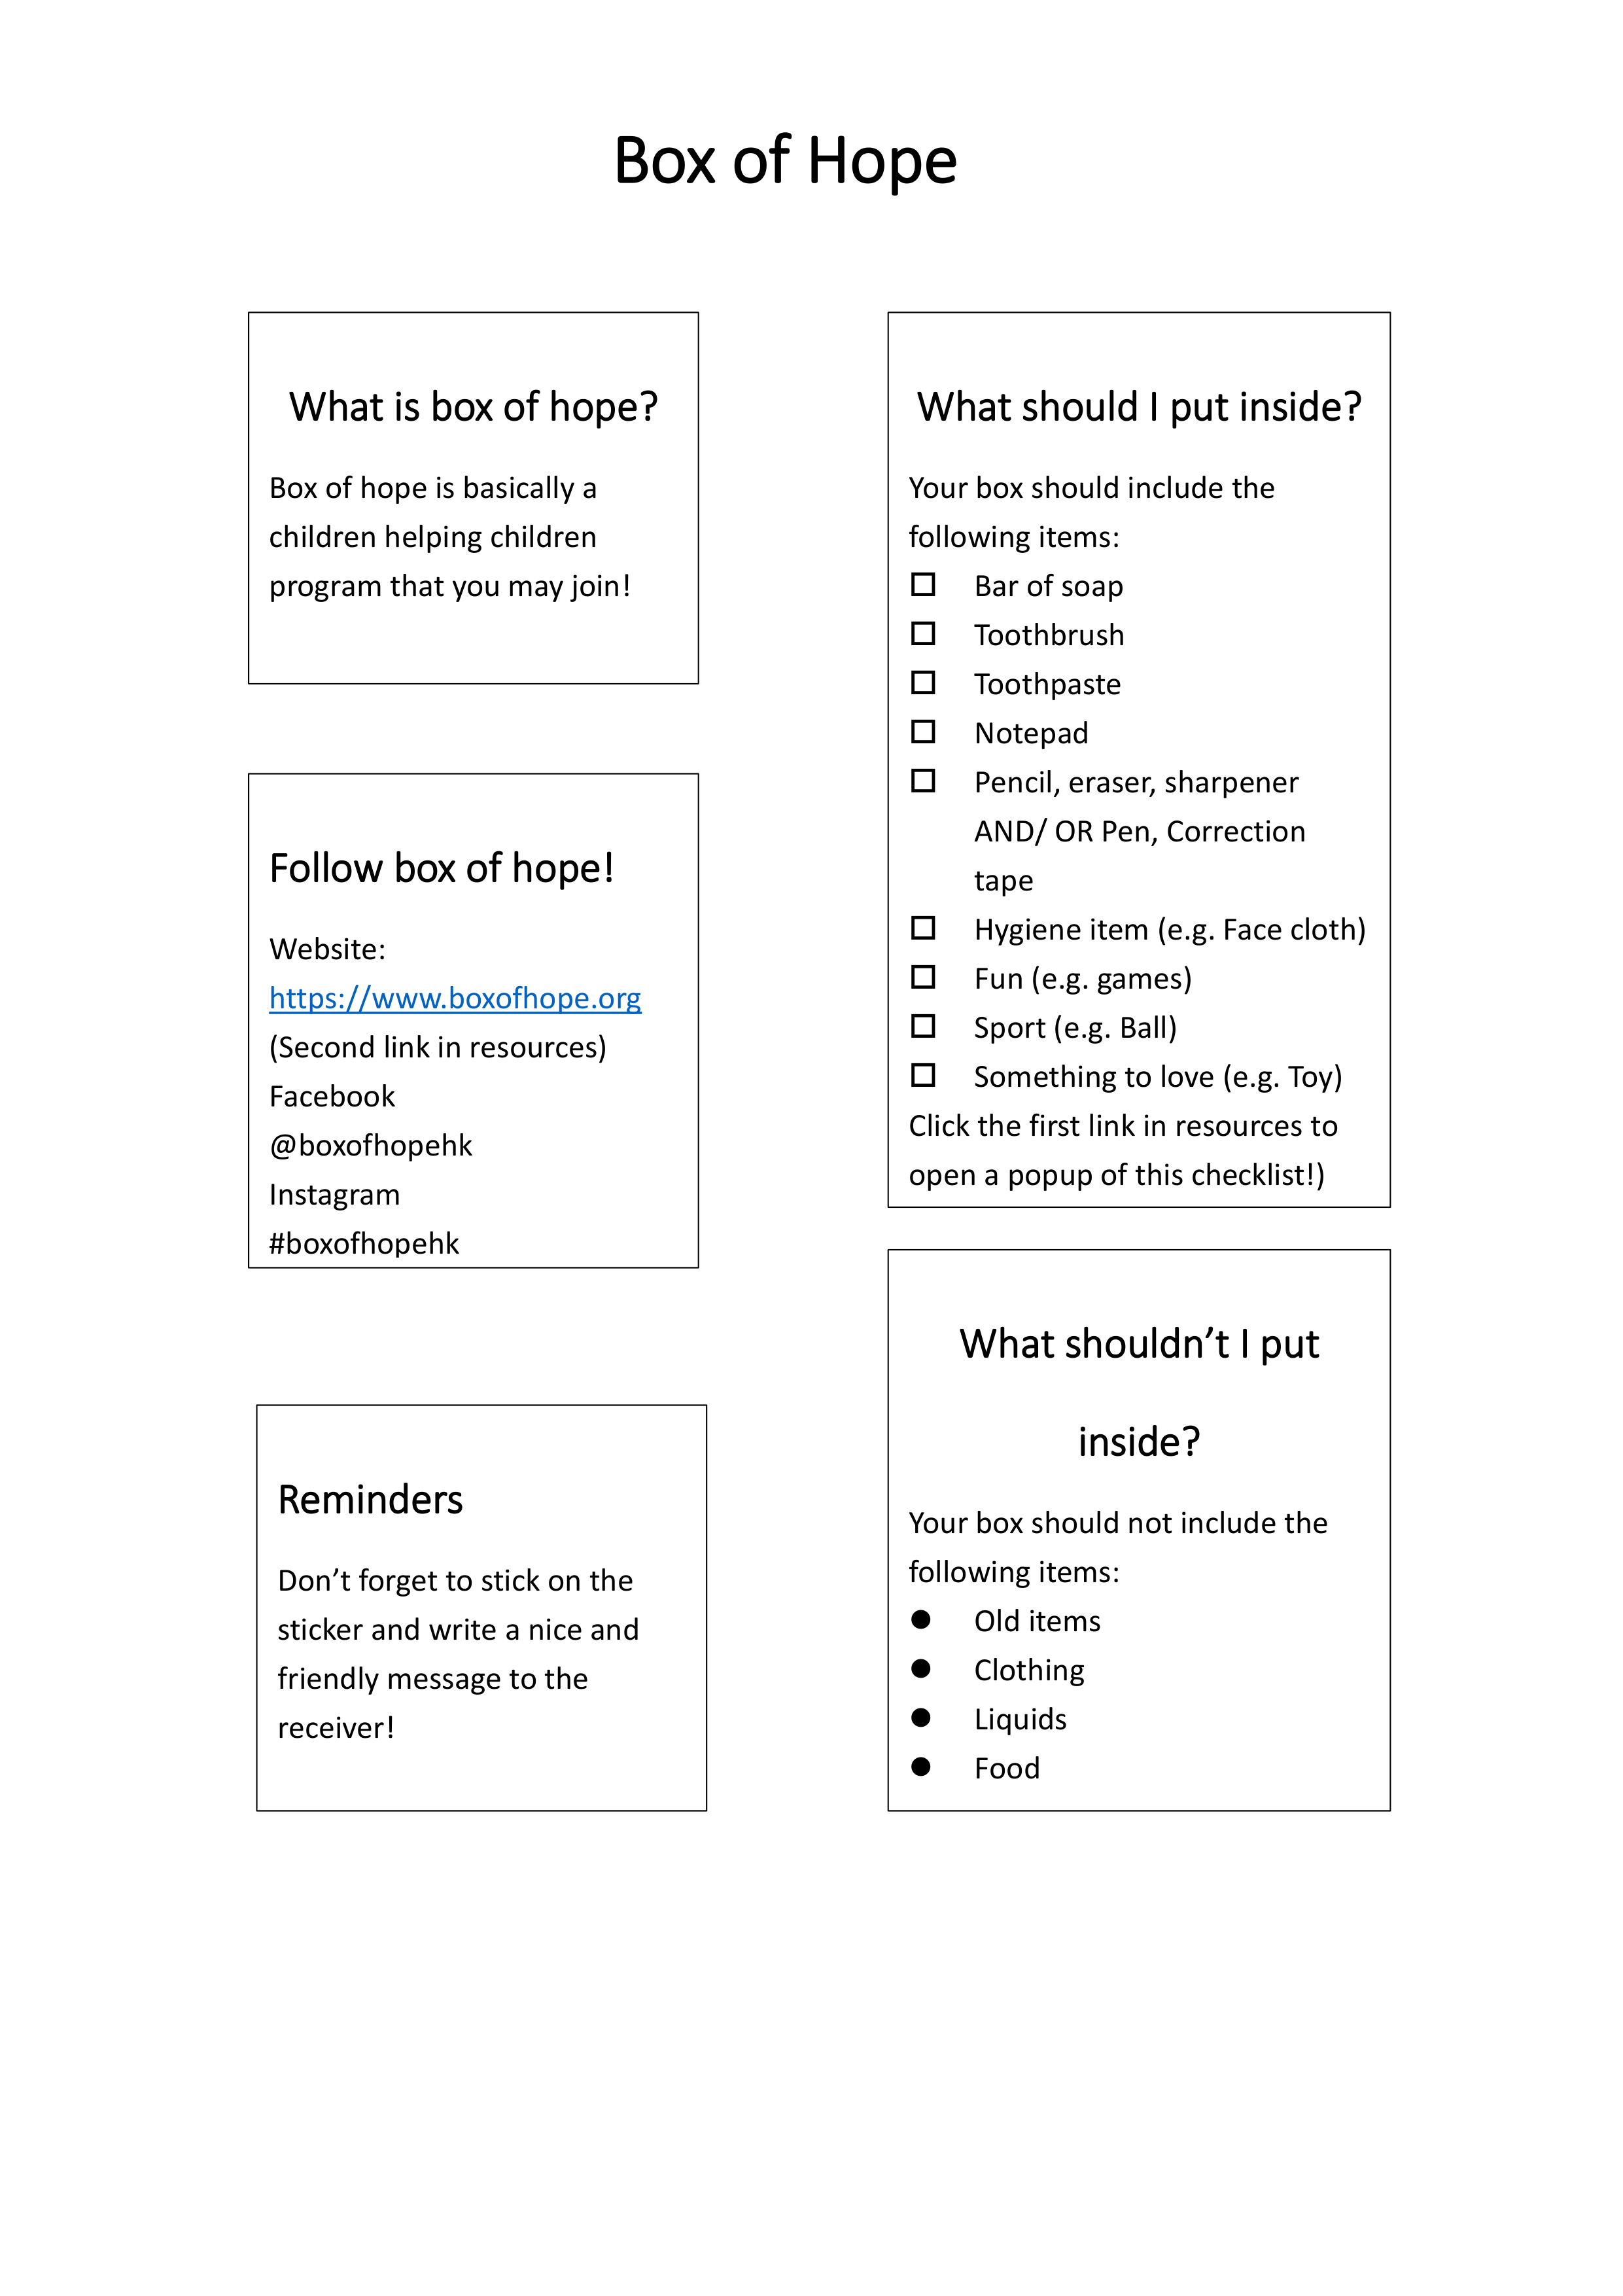 Box of Hope
What is box of hope?
Box of hope is basically a
children helping children
program that you may join!
Follow box of hope!
Website:
https://www.boxofhope.org
(Second link in resources)
Facebook
@boxofhopehk
Instagram
#boxofhopehk
Reminders
Don’t forget to stick on the
sticker and write a nice and
friendly message to the
receiver!
What should I put inside?
Your box should include the
following items:
☐ Bar of soap
☐ Toothbrush
☐ Toothpaste
☐ Notepad
☐ Pencil, eraser, sharpener
AND/ OR Pen, Correction
tape
☐ Hygiene item (e.g. Face cloth)
☐ Fun (e.g. games)
☐ Sport (e.g. Ball)
☐ Something to love (e.g. Toy)
Click the first link in resources to
open a popup of this checklist!)
What shouldn’t I put
inside?
Your box should not include the
following items:
● Old items
● Clothing
● Liquids
● Food